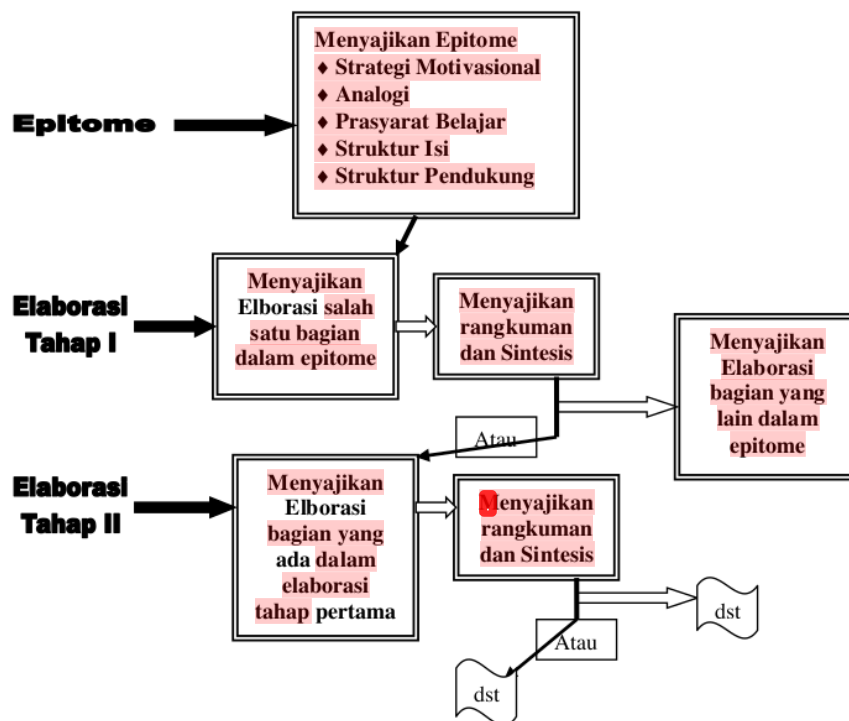 Menyajikan Epitome
♦ Strategi Motivasional
♦ Analogi
♦ Prasyarat Belajar
♦ Struktur Isi
♦ Struktur Pendukung
Epitome
Menyajikan
Elborasi salah
satu bagian
dalam epitome
Elaborasi
Tahap I
Menyajikan
rangkuman
dan Sintesis
Menyajikan
Elaborasi
bagian yang
lain dalam
epitome
Atau
Elaborasi
Tahap II
Menyajikan
Elborasi
bagian yang
ada dalam
elaborasi
tahap pertama
Menyajikan
rangkuman
dan Sintesis
dst
Atau
dst